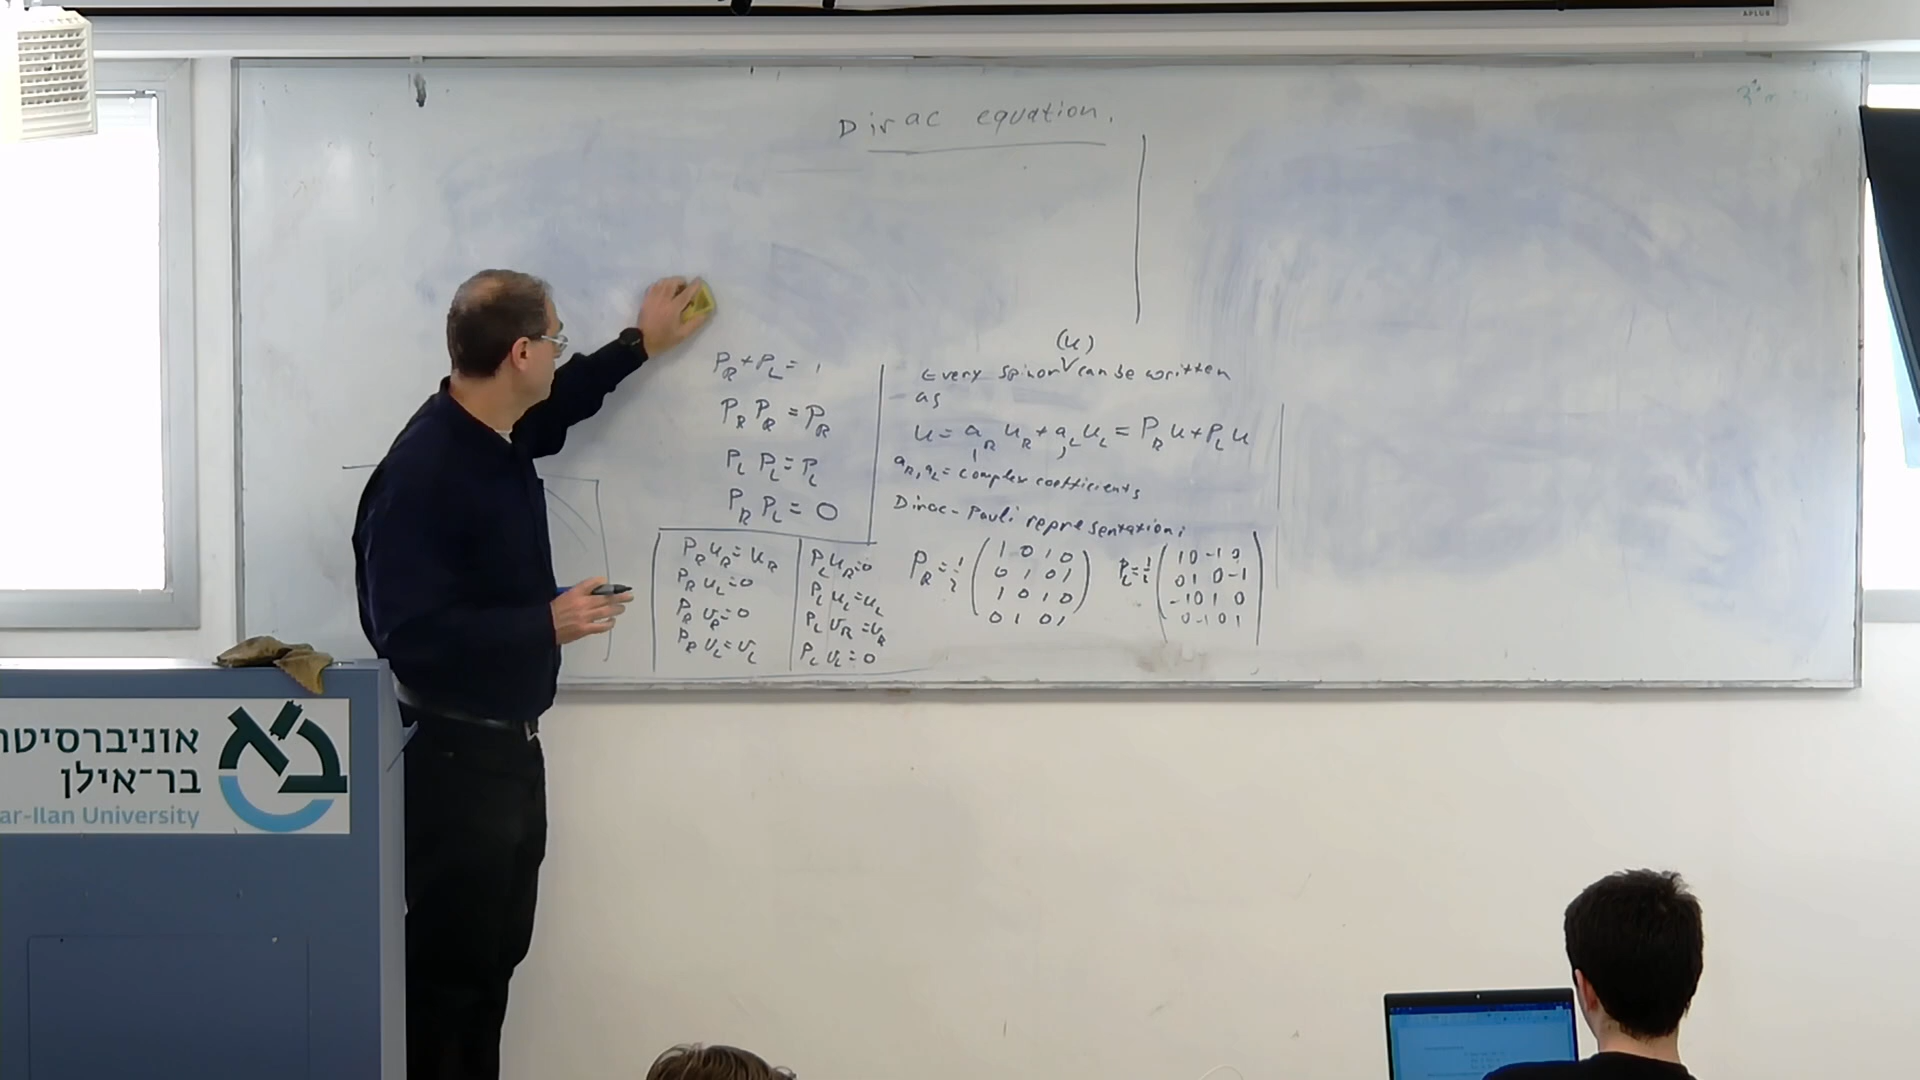 APLUS
Dirac equation.
P_R + P_L = 1
P_R P_R = P_R
P_L P_L = P_L
P_R P_L = 0
(u)
Every spinor can be written
as
u = a_R u_R + a_L u_L = P_R u + P_L u
a_R, a_L = complex coefficients
Dirac-Pauli representation:
P_R = 1/2 (
1 0 1 0
0 1 0 1
1 0 1 0
0 1 0 1
)
P_L = 1/2 (
1 0 -1 0
0 1 0 -1
-1 0 1 0
0 -1 0 1
)
P_R u_R = u_R
P_R u_L = 0
P_R v_R = 0
P_R v_L = v_L
P_L u_R = 0
P_L u_L = u_L
P_L v_R = v_R
P_L v_L = 0
אוניברסיטת
בר-אילן
ar-Ilan University